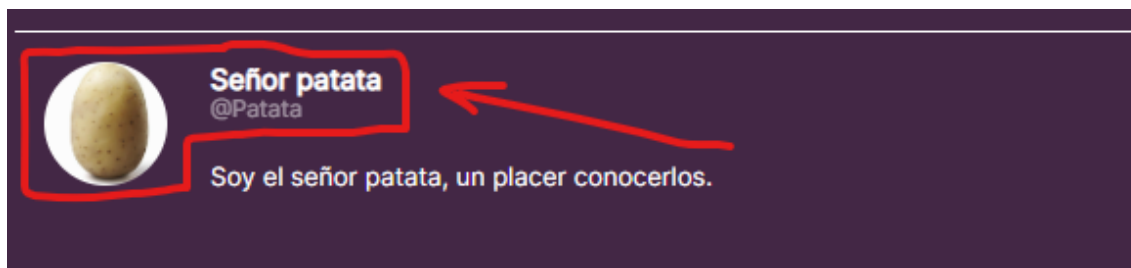 Señor patata
@Patata
Soy el señor patata, un placer conocerlos.